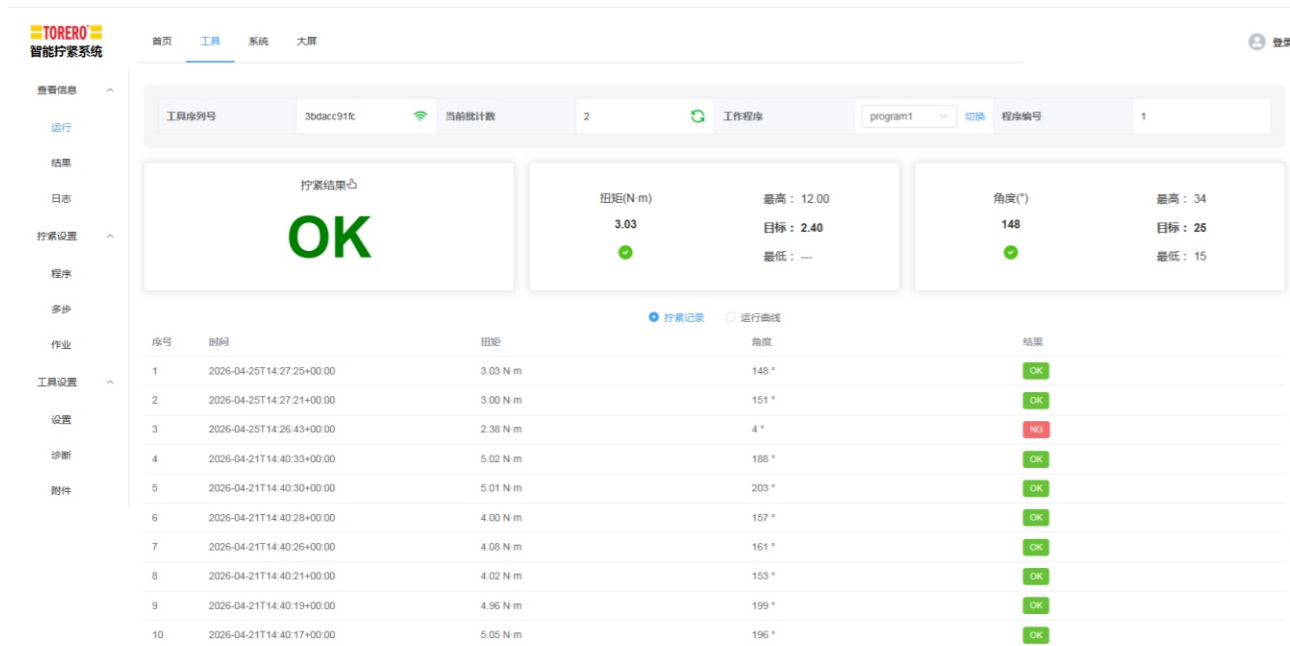 TORERO
智能拧紧系统
首页 工具 系统 大屏
登录
查看信息
运行
结果
日志
拧紧设置
程序
多步
作业
工具设置
设置
诊断
附件
工具序列号 3bdacc91fc 当前批计数 2 工作程序 program1 切换 程序编号 1
拧紧结果
OK
扭矩(N·m)
3.03
最高： 12.00
目标： 2.40
最低： ---
角度(°)
148
最高： 34
目标： 25
最低： 15
拧紧记录 运行曲线
序号 时间 扭矩 角度 结果
1 2026-04-25T14:27:25+00:00 3.03 N·m 148 ° OK
2 2026-04-25T14:27:21+00:00 3.00 N·m 151 ° OK
3 2026-04-25T14:26:43+00:00 2.38 N·m 4 ° NG
4 2026-04-21T14:40:33+00:00 5.02 N·m 188 ° OK
5 2026-04-21T14:40:30+00:00 5.01 N·m 203 ° OK
6 2026-04-21T14:40:28+00:00 4.00 N·m 157 ° OK
7 2026-04-21T14:40:26+00:00 4.08 N·m 161 ° OK
8 2026-04-21T14:40:21+00:00 4.02 N·m 153 ° OK
9 2026-04-21T14:40:19+00:00 4.96 N·m 199 ° OK
10 2026-04-21T14:40:17+00:00 5.05 N·m 196 ° OK